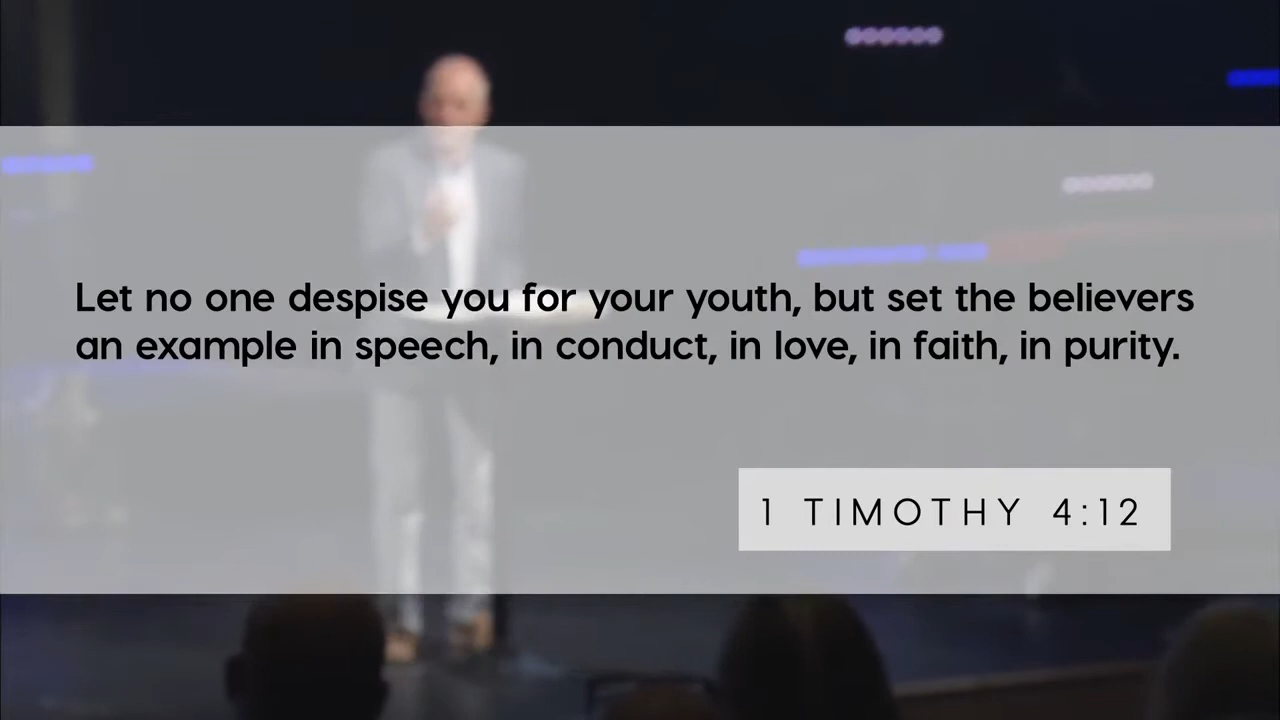 Let no one despise you for your youth, but set the believers
an example in speech, in conduct, in love, in faith, in purity.
1 TIMOTHY 4:12